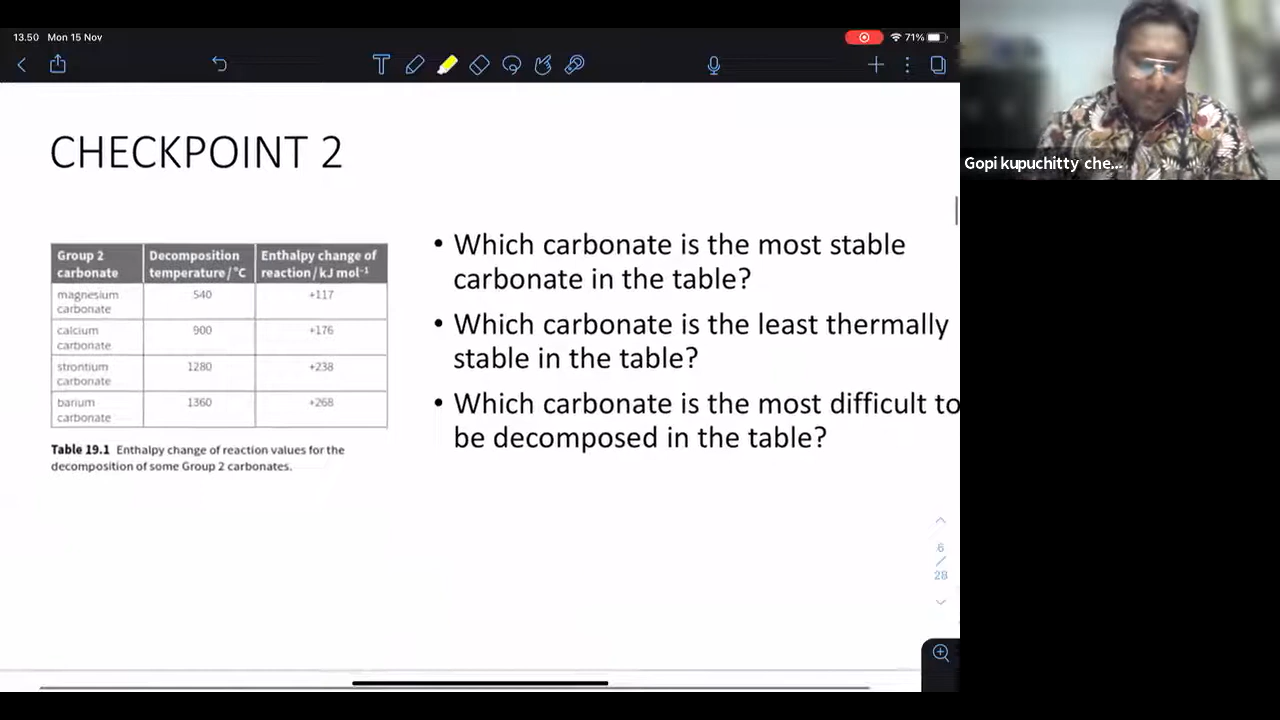 13.50 Mon 15 Nov
71%
CHECKPOINT 2
Group 2 carbonate
Decomposition temperature / °C
Enthalpy change of reaction / kJ mol⁻¹
magnesium carbonate 540 +117
calcium carbonate 900 +176
strontium carbonate 1280 +238
barium carbonate 1360 +268
Table 19.1 Enthalpy change of reaction values for the
decomposition of some Group 2 carbonates.
• Which carbonate is the most stable
carbonate in the table?
• Which carbonate is the least thermally
stable in the table?
• Which carbonate is the most difficult to
be decomposed in the table?
6
/
28
Gopi kupuchitty che...